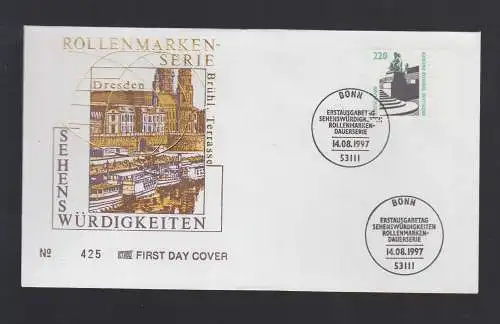 ROLLENMARKEN-
SERIE
Dresden
Brühl. Terrasse
SEHENS
WÜRDIGKEITEN
№ 425 FIRST DAY COVER
220
BONN
ERSTAUSGABETAG
SEHENSWÜRDIGKEITEN
ROLLENMARKEN-
DAUERSERIE
14.08.1997
53111
BONN
ERSTAUSGABETAG
SEHENSWÜRDIGKEITEN
ROLLENMARKEN-
DAUERSERIE
14.08.1997
53111